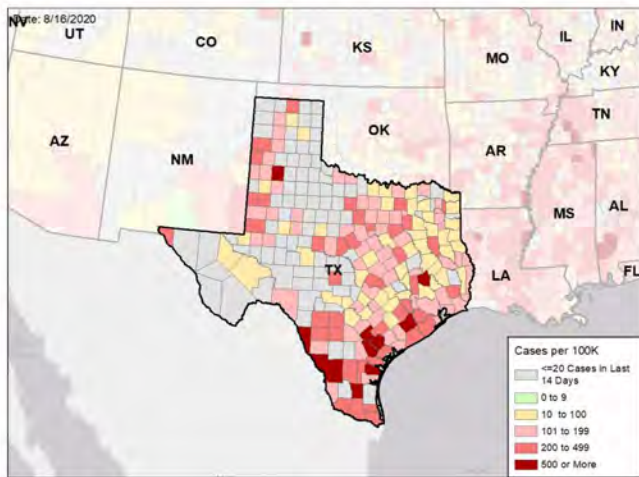 Date: 8/16/2020
NV
UT
CO
KS
MO
IL
IN
KY
AZ
NM
OK
AR
TN
MS
AL
TX
LA
FL
Cases per 100K
<=20 Cases in Last
14 Days
0 to 9
10 to 100
101 to 199
200 to 499
500 or More